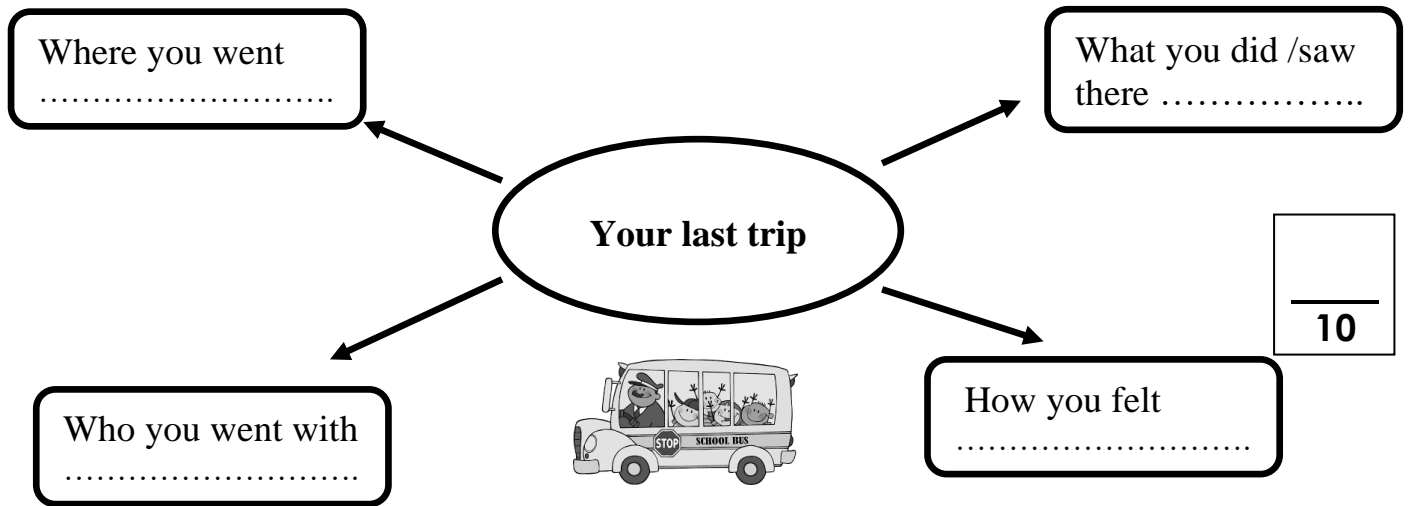 Where you went
………………………….
What you did /saw
there ………………..
Your last trip
10
Who you went with
………………………….
STOP
SCHOOL BUS
How you felt
………………………….